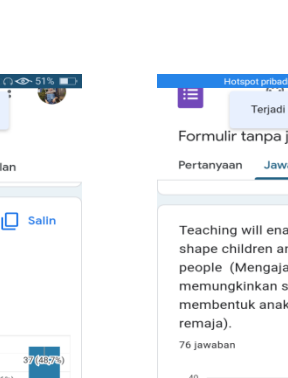 51%
lan
Salin
37 (48,7%)
Hotspot pribadi
Terjadi
Formulir tanpa j
Pertanyaan Jawa
Teaching will ena
shape children an
people (Mengaja
memungkinkan s
membentuk anak
remaja).
76 jawaban
40